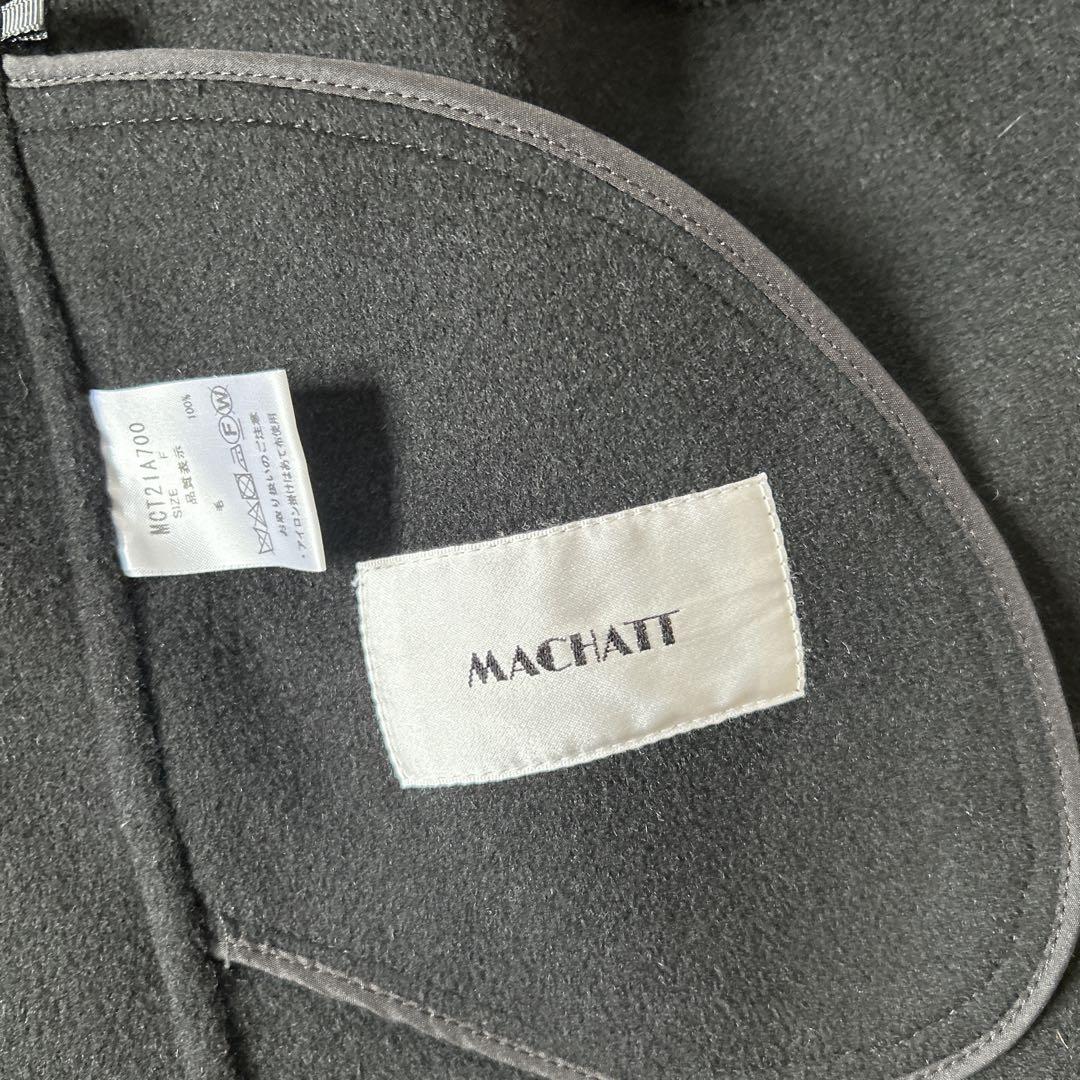 MCT21A700
SIZE F
品質表示
毛 100%
F W
お取り扱いのご注意
・アイロン掛けはあて布使用
MACHATT